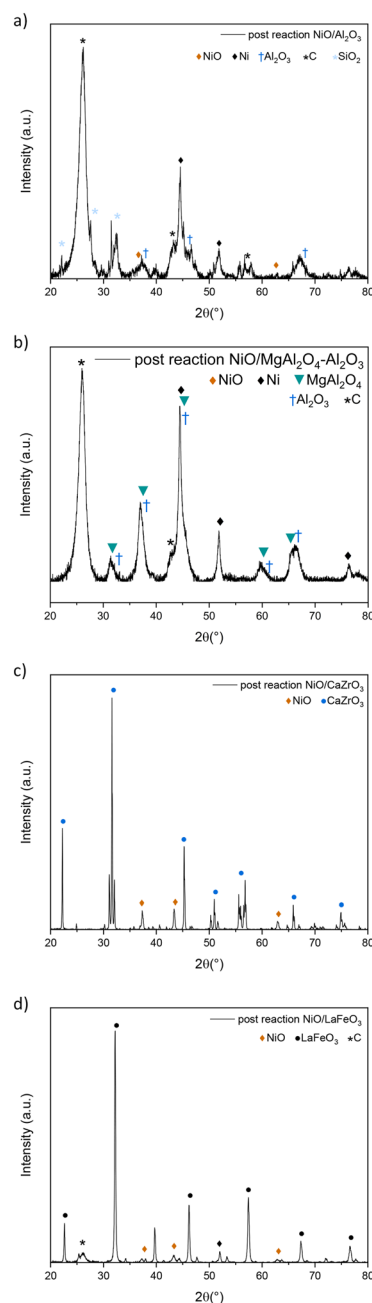 a)
post reaction NiO/Al₂O₃
♦NiO ♦Ni †Al₂O₃ *C *SiO₂
Intensity (a.u.)
20 30 40 50 60 70 80
2θ(°)
b)
post reaction NiO/MgAl₂O₄-Al₂O₃
♦NiO ♦Ni ▼MgAl₂O₄
†Al₂O₃ *C
Intensity (a.u.)
20 30 40 50 60 70 80
2θ(°)
c)
post reaction NiO/CaZrO₃
♦NiO ●CaZrO₃
Intensity (a.u.)
20 30 40 50 60 70 80
2θ(°)
d)
post reaction NiO/LaFeO₃
♦NiO ●LaFeO₃ *C
Intensity (a.u.)
20 30 40 50 60 70 80
2θ(°)